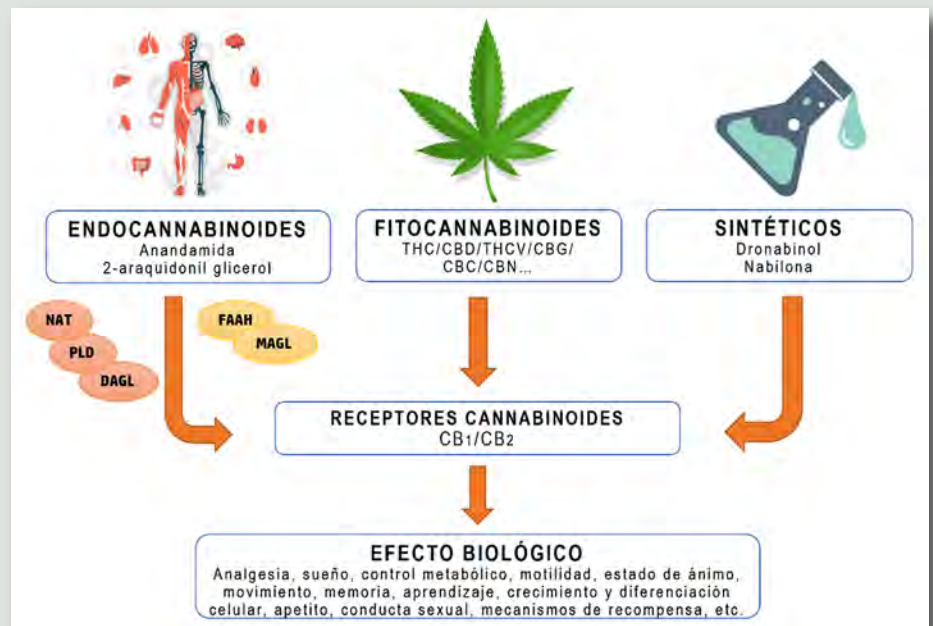 ENDOCANNABINOIDES
Anandamida
2-araquidonil glicerol
FITOCANNABINOIDES
THC/CBD/THCV/CBG/
CBC/CBN...
SINTÉTICOS
Dronabinol
Nabilona
NAT
PLD
DAGL
FAAH
MAGL
RECEPTORES CANNABINOIDES
CB1/CB2
EFECTO BIOLÓGICO
Analgesia, sueño, control metabólico, motilidad, estado de ánimo,
movimiento, memoria, aprendizaje, crecimiento y diferenciación
celular, apetito, conducta sexual, mecanismos de recompensa, etc.